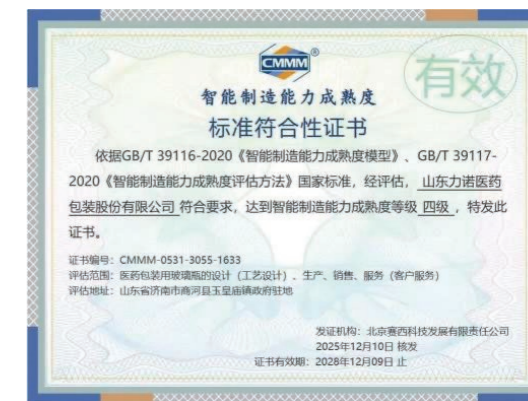 CMMM®
有效
智能制造能力成熟度
标准符合性证书
依据GB/T 39116-2020《智能制造能力成熟度模型》、GB/T 39117-
2020《智能制造能力成熟度评估方法》国家标准，经评估， 山东力诺医药
包装股份有限公司 符合要求，达到智能制造能力成熟度等级 四级 ，特发此
证书。
证书编号：CMMM-0531-3055-1633
评估范围：医药包装用玻璃瓶的设计（工艺设计）、生产、销售、服务（客户服务）
评估地址：山东省济南市商河县玉皇庙镇政府驻地
发证机构：北京赛西科技发展有限责任公司
2025年12月10日 核发
证书有效期：2028年12月09日 止